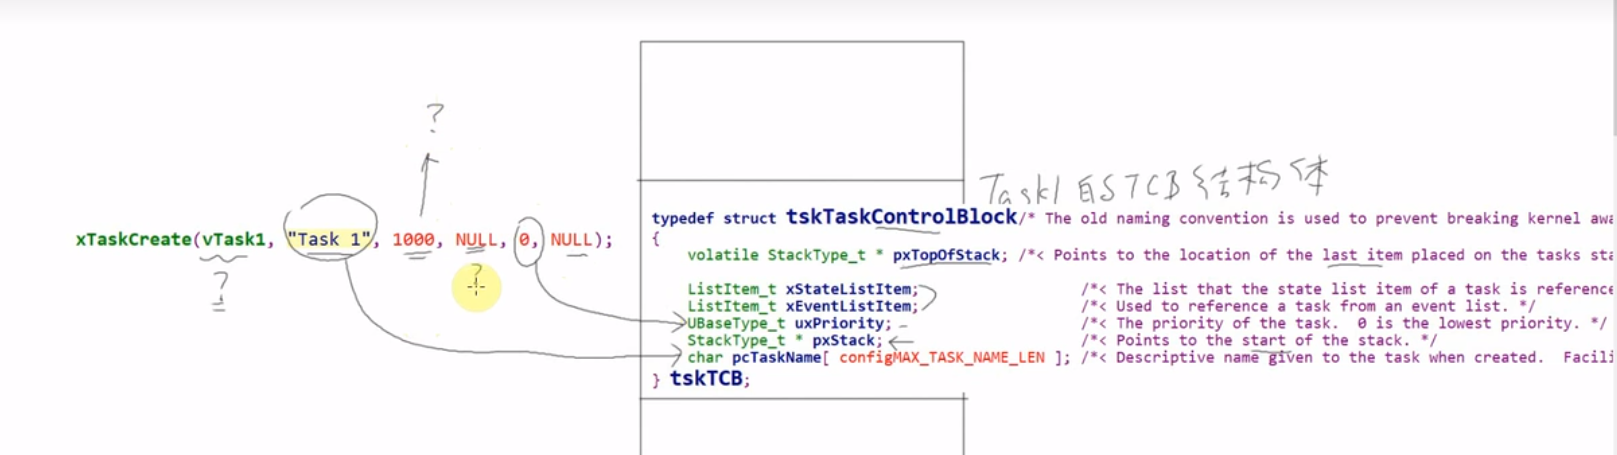 ?
Task1 的TCB结构体
typedef struct tskTaskControlBlock/* The old naming convention is used to prevent breaking kernel awa
xTaskCreate(vTask1, "Task 1", 1000, NULL, 0, NULL);
{
volatile StackType_t * pxTopOfStack; /*< Points to the location of the last item placed on the tasks sta
?
?
ListItem_t xStateListItem; /*< The list that the state list item of a task is reference
ListItem_t xEventListItem; /*< Used to reference a task from an event list. */
UBaseType_t uxPriority; /*< The priority of the task. 0 is the lowest priority. */
StackType_t * pxStack; /*< Points to the start of the stack. */
char pcTaskName[ configMAX_TASK_NAME_LEN ]; /*< Descriptive name given to the task when created. Facili
} tskTCB;